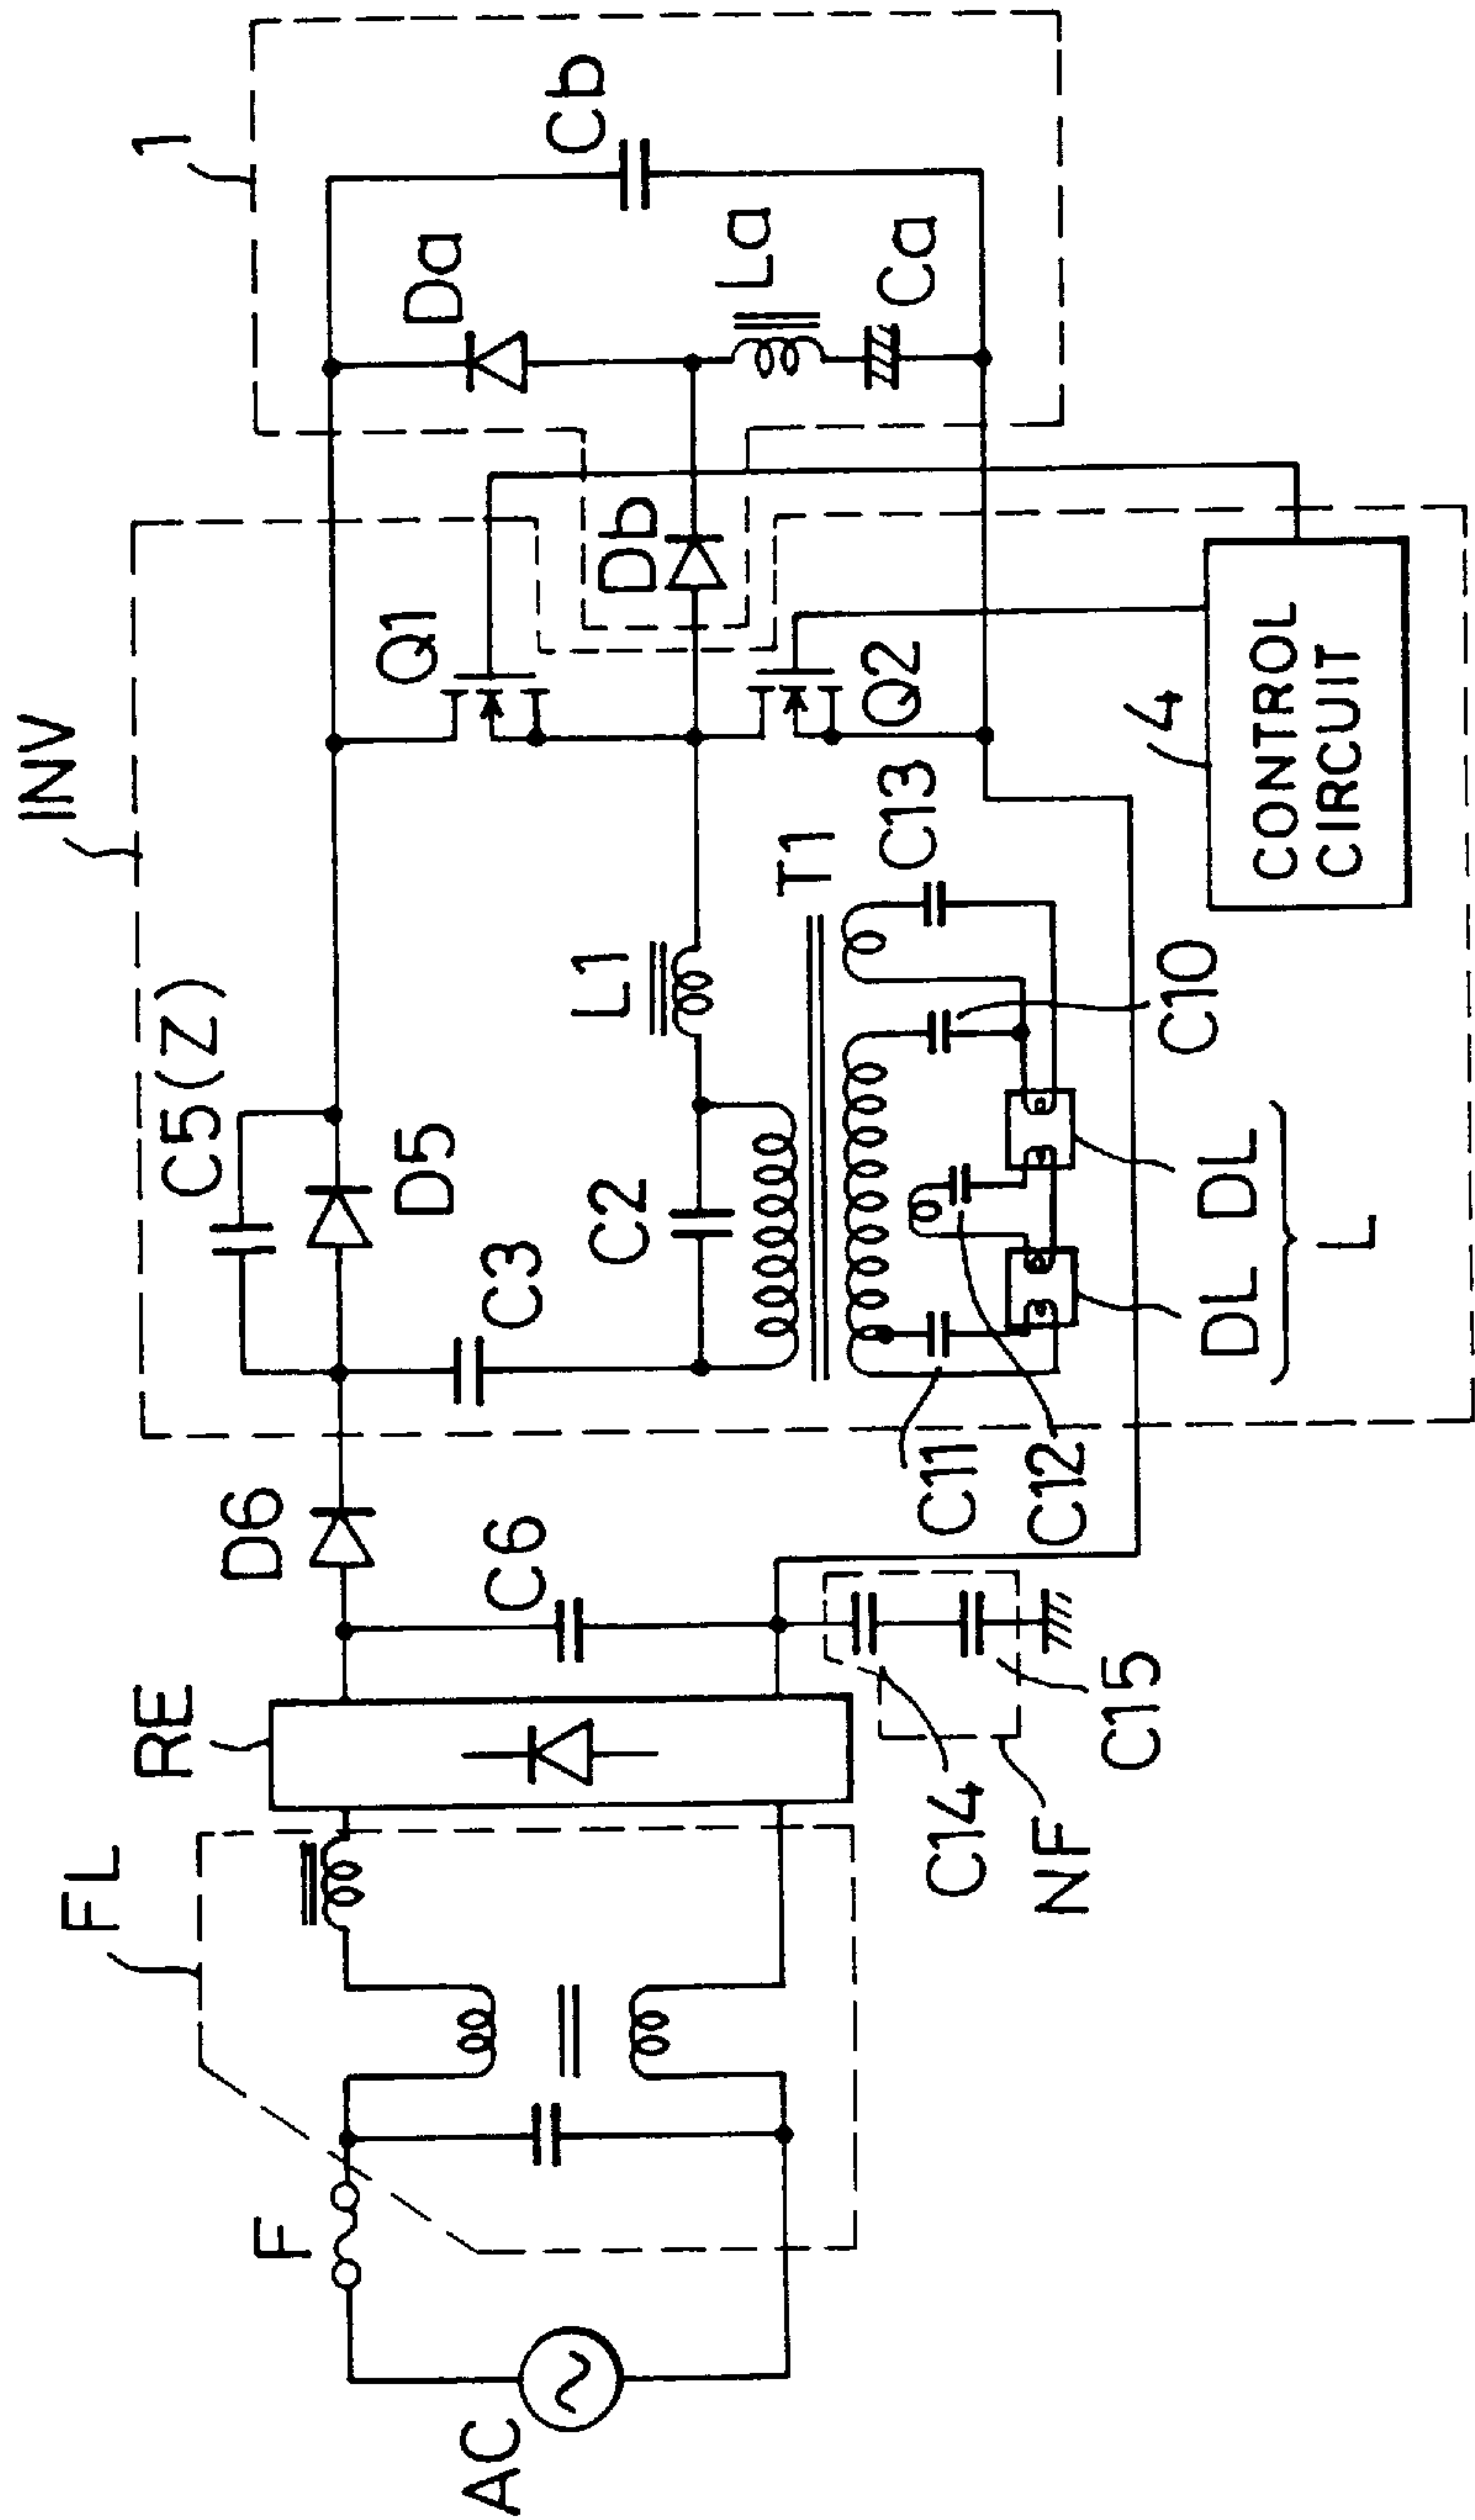 AC
F
FL
RE
D6
C6
C14
NF
C15
INV
C5(Z)
D5
C3
C2
L1
T1
C11
C12
C13
C10
DL
DL
L
Q1
Q2
Db
4
CONTROL
CIRCUIT
1
Da
La
Ca
Cb